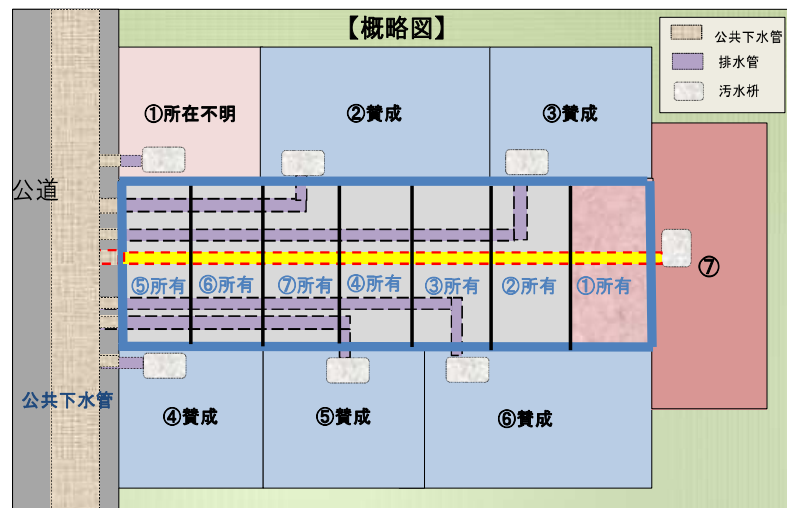 【概略図】
公共下水管
排水管
汚水枡
①所在不明
②賛成
③賛成
公道
⑦
⑤所有
⑥所有
⑦所有
④所有
③所有
②所有
①所有
公共下水管
④賛成
⑤賛成
⑥賛成